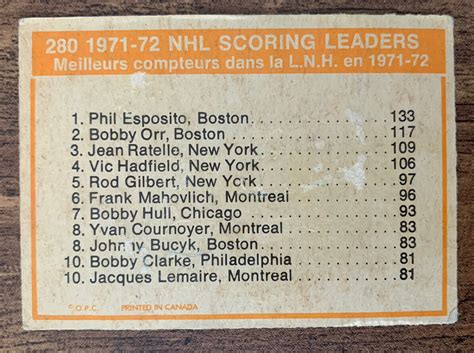 280 1971-72 NHL SCORING LEADERS
Meilleurs compteurs dans la L.N.H. en 1971-72
1. Phil Esposito, Boston . . . . . . . . . . . . . . . . 133
2. Bobby Orr, Boston . . . . . . . . . . . . . . . . . . 117
3. Jean Ratelle, New York . . . . . . . . . . . . . . . 109
4. Vic Hadfield, New York . . . . . . . . . . . . . . . 106
5. Rod Gilbert, New York . . . . . . . . . . . . . . . . 97
6. Frank Mahovlich, Montreal . . . . . . . . . . . . 96
7. Bobby Hull, Chicago . . . . . . . . . . . . . . . . . 93
8. Yvan Cournoyer, Montreal . . . . . . . . . . . . 83
8. Johnny Bucyk, Boston . . . . . . . . . . . . . . . 83
10. Bobby Clarke, Philadelphia . . . . . . . . . . . 81
10. Jacques Lemaire, Montreal . . . . . . . . . . . 81
© O.P.C. PRINTED IN CANADA